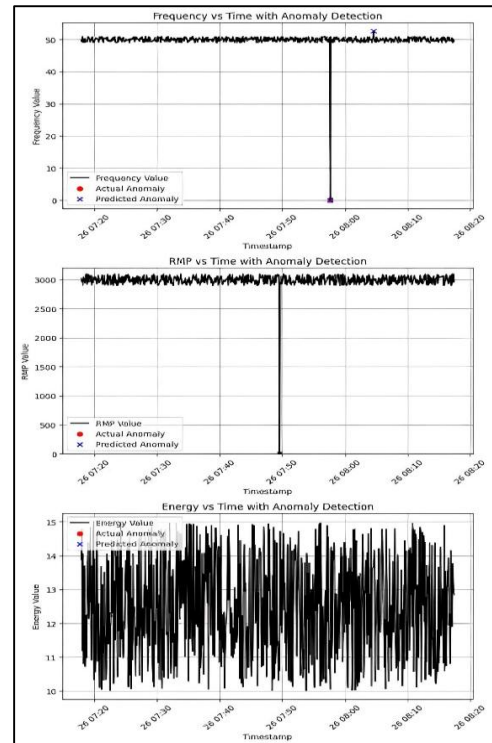 Frequency vs Time with Anomaly Detection
50
40
30
20
10
0
Frequency Value
Frequency Value
Actual Anomaly
Predicted Anomaly
26 07:20
26 07:30
26 07:40
26 07:50
26 08:00
26 08:10
26 08:20
Timestamp
RMP vs Time with Anomaly Detection
3000
2500
2000
1500
1000
500
0
RMP Value
RMP Value
Actual Anomaly
Predicted Anomaly
26 07:20
26 07:30
26 07:40
26 07:50
26 08:00
26 08:10
26 08:20
Timestamp
Energy vs Time with Anomaly Detection
15
14
13
12
11
10
Energy Value
Energy Value
Actual Anomaly
Predicted Anomaly
26 07:20
26 07:30
26 07:40
26 07:50
26 08:00
26 08:10
26 08:20
Timestamp